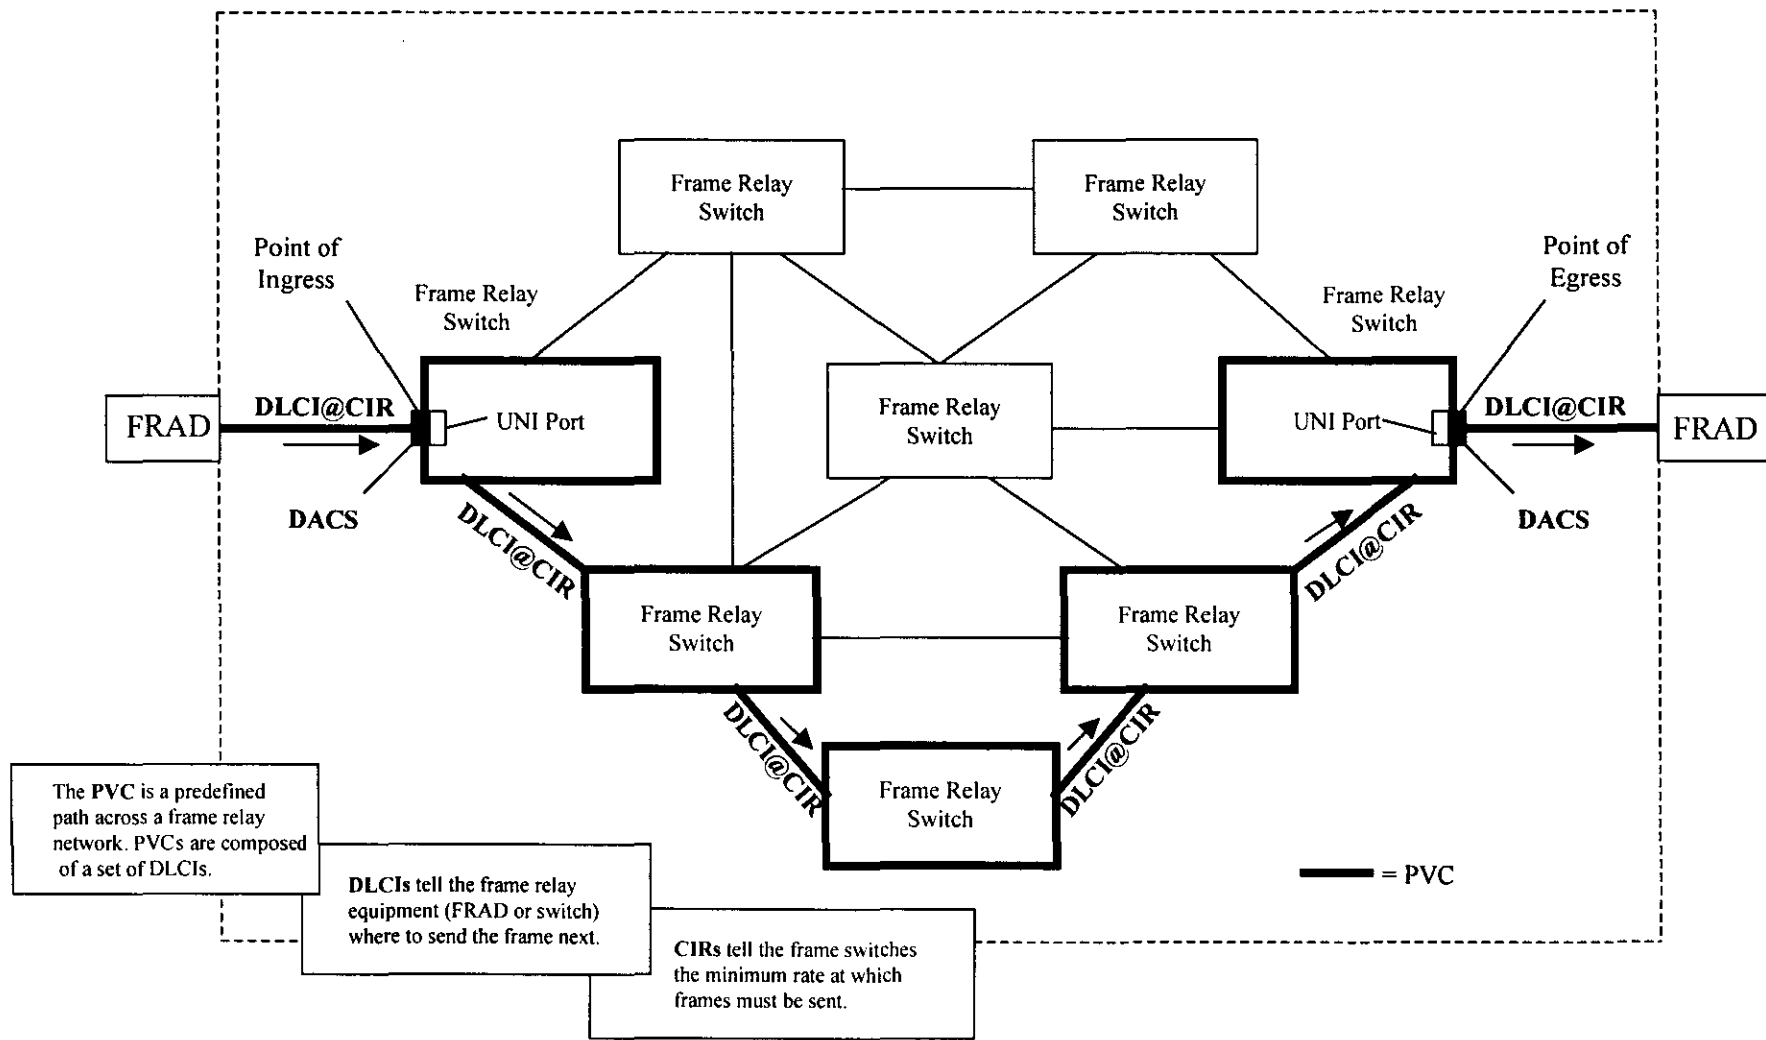 Frame Relay
Switch
Frame Relay
Switch
Point of
Ingress
Point of
Egress
Frame Relay
Switch
Frame Relay
Switch
FRAD
DLCI@CIR
UNI Port
Frame Relay
Switch
UNI Port
DLCI@CIR
FRAD
DACS
DACS
DLCI@CIR
DLCI@CIR
Frame Relay
Switch
Frame Relay
Switch
DLCI@CIR
DLCI@CIR
Frame Relay
Switch
The PVC is a predefined
path across a frame relay
network. PVCs are composed
of a set of DLCIs.
= PVC
DLCIs tell the frame relay
equipment (FRAD or switch)
where to send the frame next.
CIRs tell the frame switches
the minimum rate at which
frames must be sent.